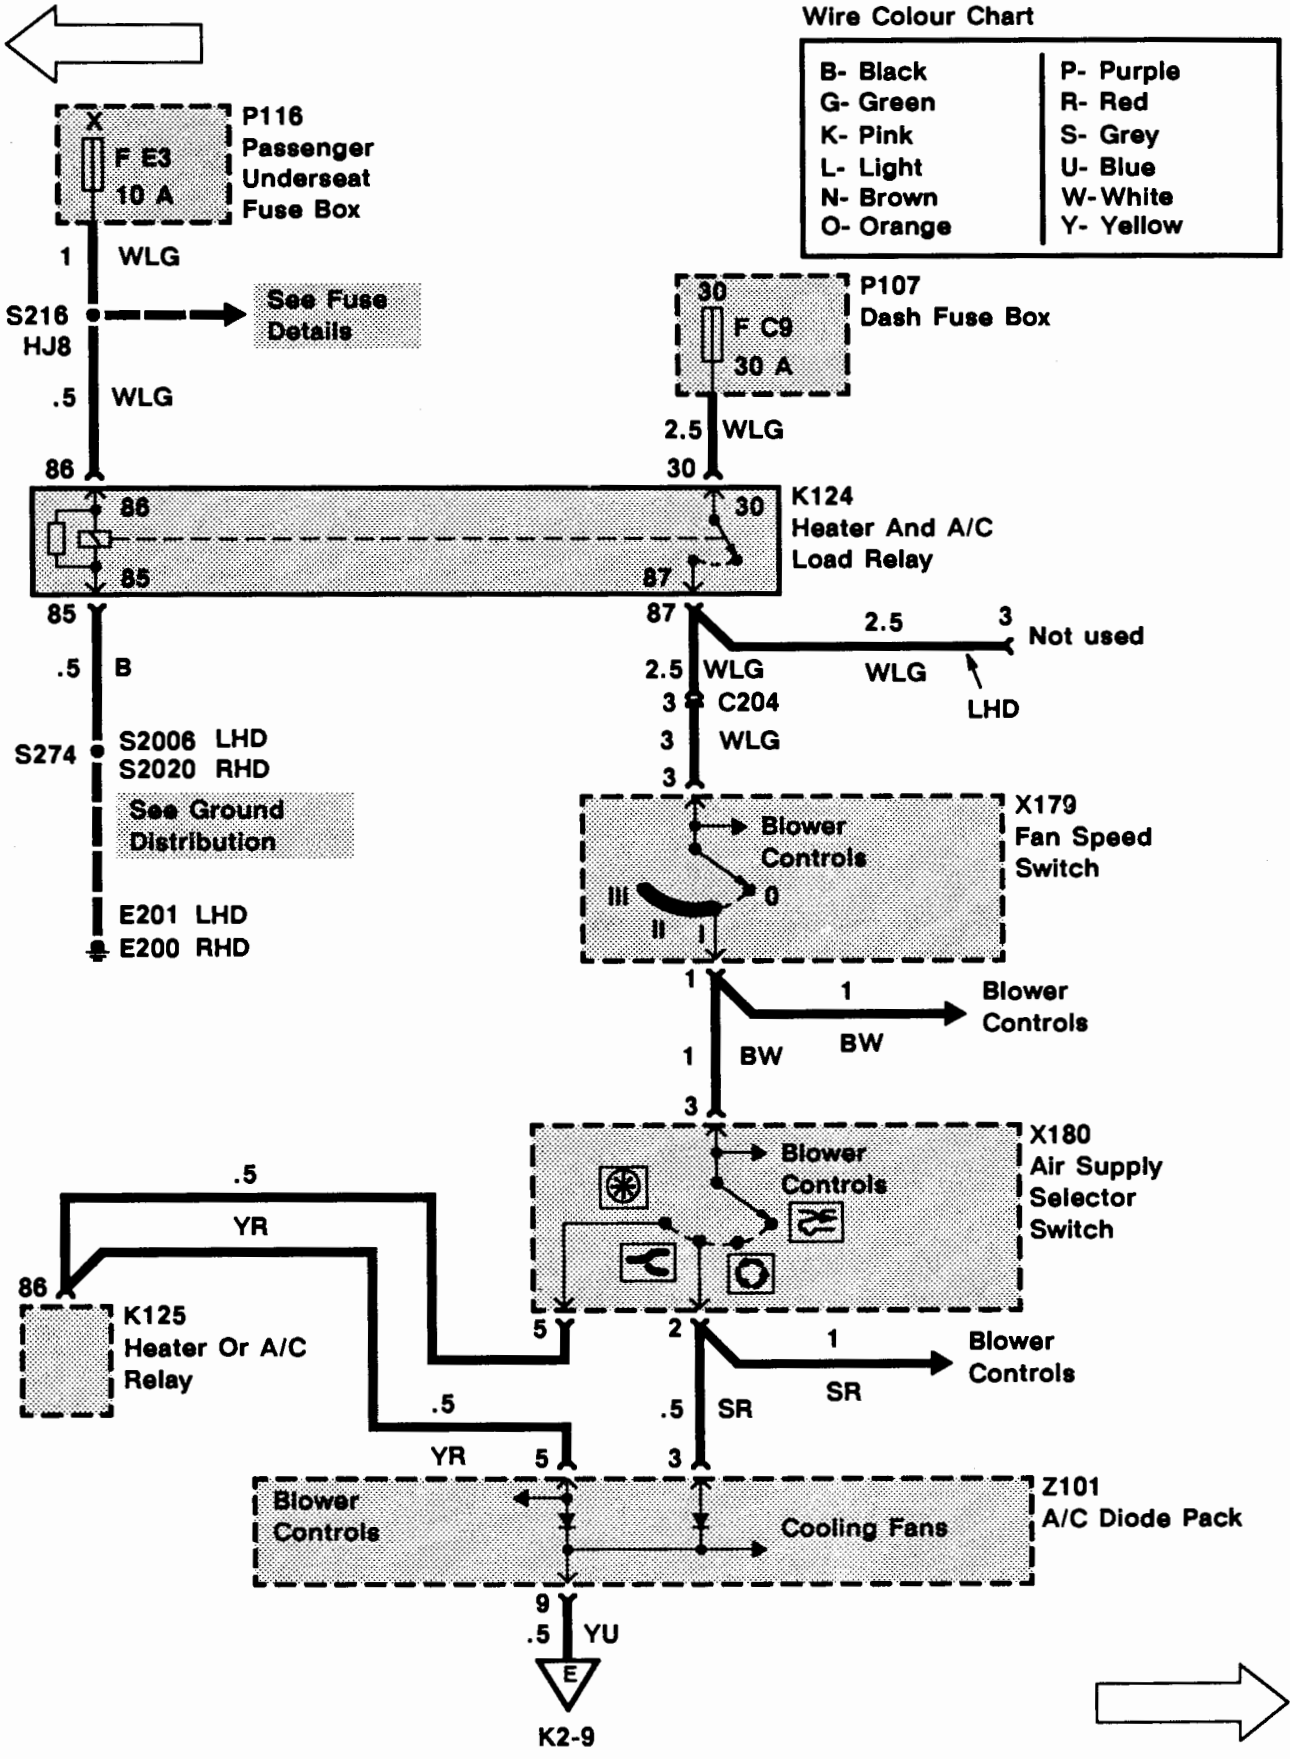 Wire Colour Chart
B- Black
G- Green
K- Pink
L- Light
N- Brown
O- Orange
P- Purple
R- Red
S- Grey
U- Blue
W- White
Y- Yellow
X
F E3
10 A
P116
Passenger
Underseat
Fuse Box
1 WLG
S216
HJ8
See Fuse
Details
.5 WLG
86
30
F C9
30 A
P107
Dash Fuse Box
2.5 WLG
30
86
85
30
87
K124
Heater And A/C
Load Relay
85
.5 B
S274
S2006 LHD
S2020 RHD
See Ground
Distribution
E201 LHD
E200 RHD
87
2.5
WLG
3
Not used
LHD
2.5 WLG
3 C204
3 WLG
3
Blower
Controls
III
II
I
0
X179
Fan Speed
Switch
1
1
BW
Blower
Controls
1 BW
3
Blower
Controls
X180
Air Supply
Selector
Switch
.5
YR
86
K125
Heater Or A/C
Relay
5
2
1
SR
Blower
Controls
.5
YR
.5 SR
5
3
Blower
Controls
Cooling Fans
Z101
A/C Diode Pack
9
.5 YU
E
K2-9